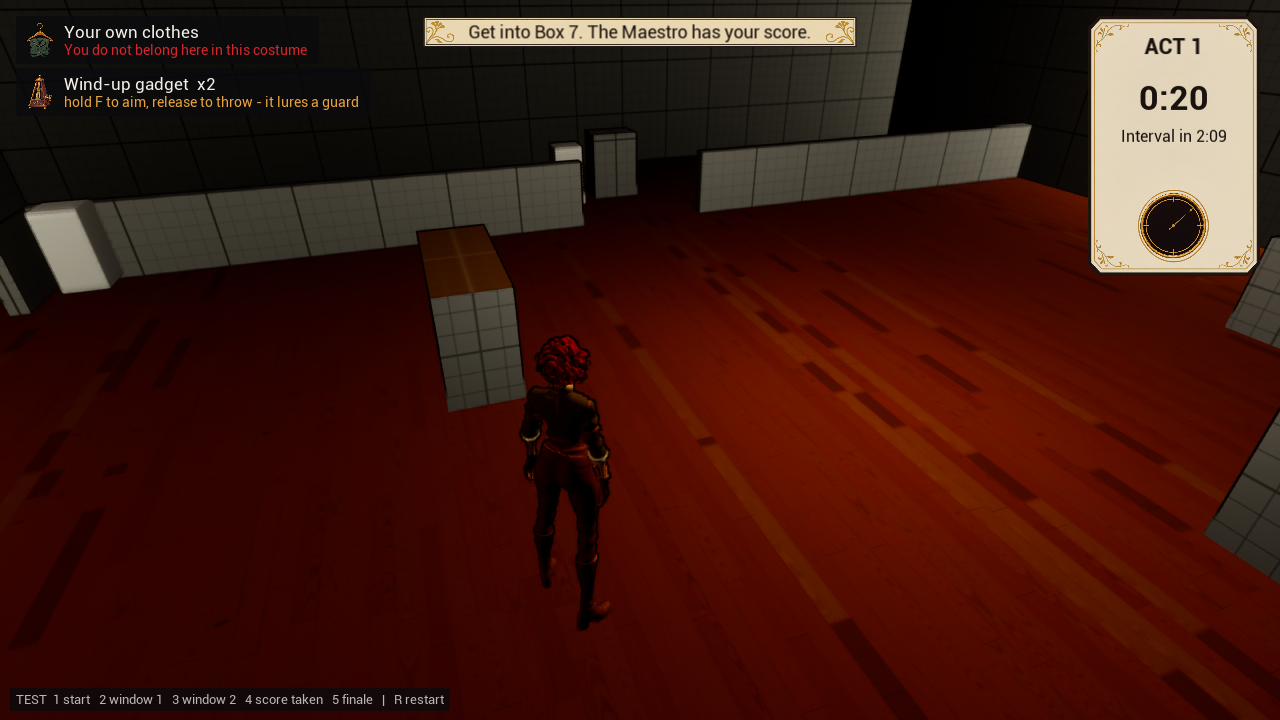 Your own clothes
You do not belong here in this costume
Wind-up gadget x2
hold F to aim, release to throw - it lures a guard
Get into Box 7. The Maestro has your score.
ACT 1
0:20
Interval in 2:09
TEST 1 start 2 window 1 3 window 2 4 score taken 5 finale | R restart